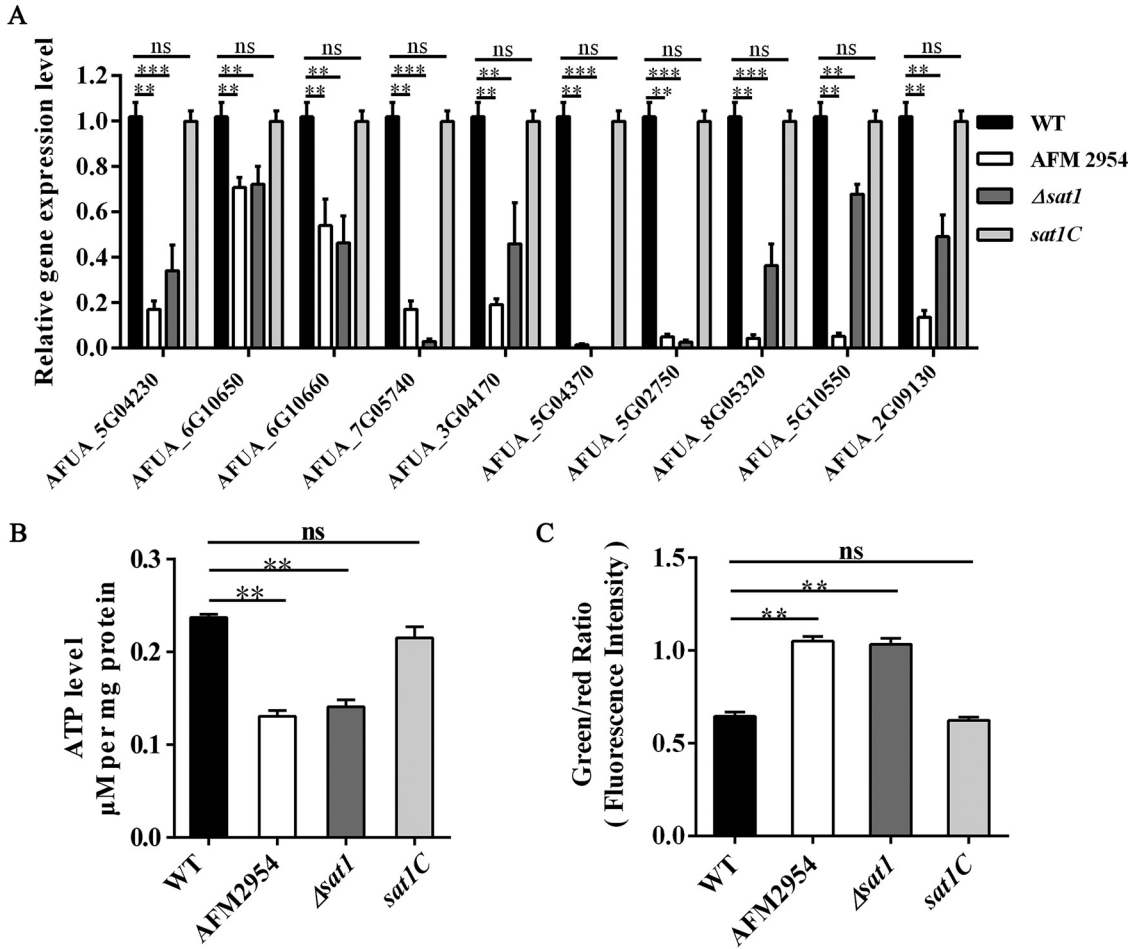 A
Relative gene expression level
1.2
1.0
0.8
0.6
0.4
0.2
0.0
ns ns ns ns ns ns ns ns ns ns
*** ** ** *** ** *** *** *** ** **
** ** ** ** ** ** ** ** ** **
AFUA_5G04230
AFUA_6G10650
AFUA_6G10660
AFUA_7G05740
AFUA_3G04170
AFUA_5G04370
AFUA_5G02750
AFUA_8G05320
AFUA_5G10550
AFUA_2G09130
WT
AFM 2954
Δsat1
sat1C
B
ATP level
µM per mg protein
0.3
0.2
0.1
0.0
ns
**
**
WT
AFM2954
Δsat1
sat1C
C
Green/red Ratio
( Fluorescence Intensity )
1.5
1.0
0.5
0.0
ns
**
**
WT
AFM2954
Δsat1
sat1C